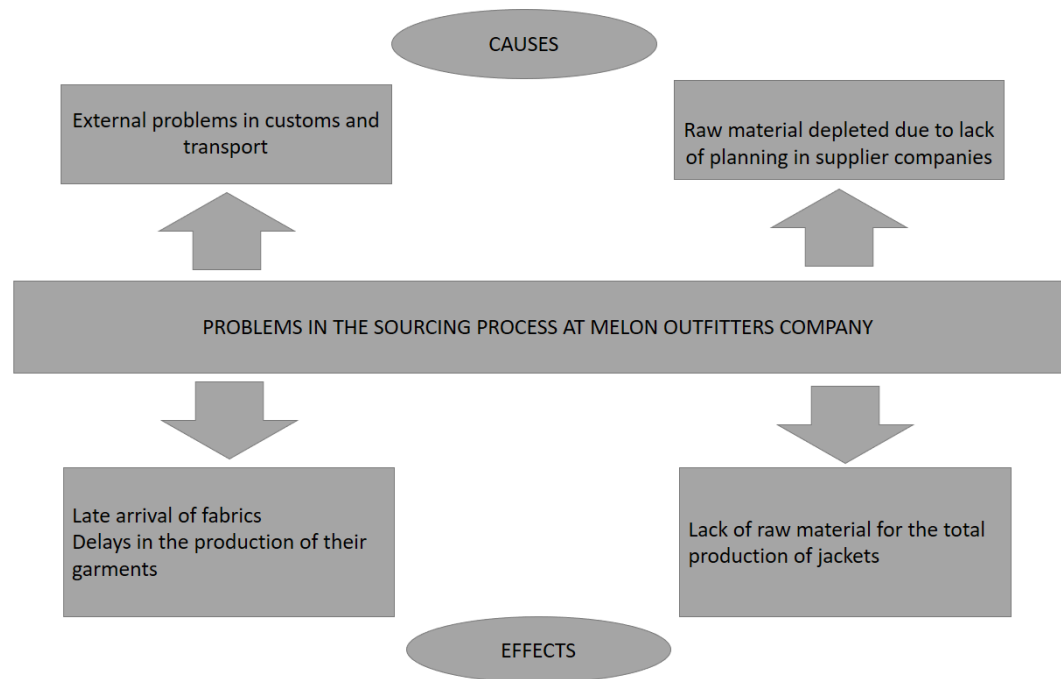 CAUSES
External problems in customs and
transport
Raw material depleted due to lack
of planning in supplier companies
PROBLEMS IN THE SOURCING PROCESS AT MELON OUTFITTERS COMPANY
Late arrival of fabrics
Delays in the production of their
garments
Lack of raw material for the total
production of jackets
EFFECTS